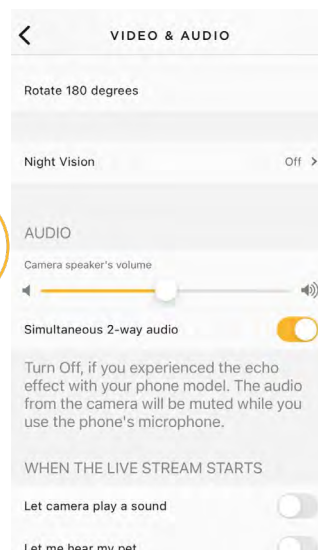 VIDEO & AUDIO
Rotate 180 degrees
Night Vision Off
AUDIO
Camera speaker's volume
Simultaneous 2-way audio
Turn Off, if you experienced the echo
effect with your phone model. The audio
from the camera will be muted while you
use the phone's microphone.
WHEN THE LIVE STREAM STARTS
Let camera play a sound
Let me hear my pet